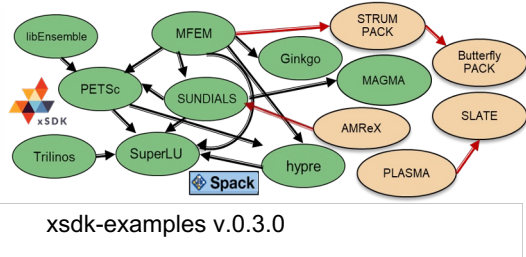 STRUM
PACK
MFEM
libEnsemble
Ginkgo
Butterfly
PACK
PETSc
SUNDIALS
MAGMA
xSDK
AMReX
SLATE
Trilinos
SuperLU
hypre
PLASMA
Spack
xsdk-examples v.0.3.0